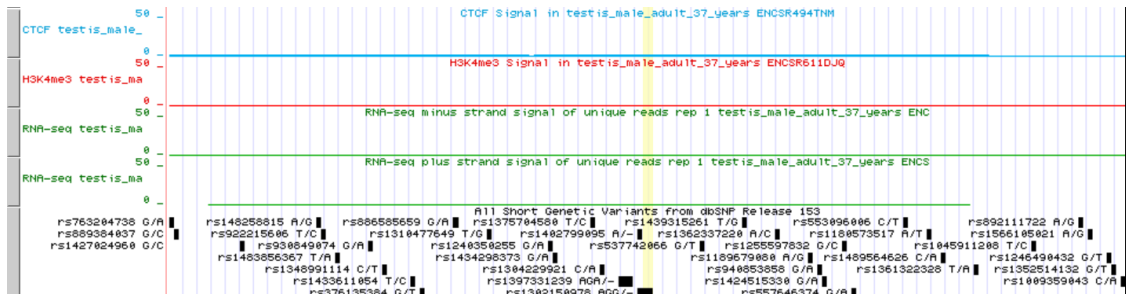 50 _ CTCF Signal in testis_male_adult_37_years ENCSR494TNM
CTCF testis_male_
0 _
50 _ H3K4me3 Signal in testis_male_adult_37_years ENCSR611DJQ
H3K4me3 testis_ma
0 _
50 _ RNA-seq minus strand signal of unique reads rep 1 testis_male_adult_37_years ENC
RNA-seq testis_ma
0 _
50 _ RNA-seq plus strand signal of unique reads rep 1 testis_male_adult_37_years ENCS
RNA-seq testis_ma
0 _
All Short Genetic Variants from dbSNP Release 153
rs763204738 G/A rs148258815 A/G rs886585659 G/A rs1375704580 T/C rs1439315261 T/G rs553096006 C/T rs892111722 A/G
rs889384037 G/C rs922215606 T/C rs1310477649 T/G rs1402799095 A/- rs1362337220 A/C rs1180573517 A/T rs1566105021 A/G
rs1427024960 G/C rs930849074 G/A rs1240350255 G/A rs537742066 G/T rs1255597832 G/C rs1045911208 T/C
rs1483856367 T/A rs1434298373 G/A rs1189679080 A/G rs1489564626 C/A rs1246490432 G/T
rs1348991114 C/T rs1304229921 C/A rs940853858 G/A rs1361322328 T/A rs1352514132 G/T
rs1433611054 T/C rs1397331239 AGA/- rs1424515330 G/A rs1009359043 C/A
rs376135384 G/T rs1302150978 AGG/- rs557646374 G/A